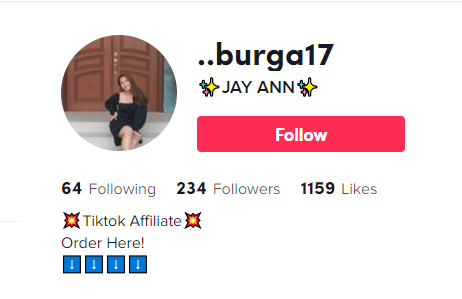 ..burga17
✨JAY ANN✨
Follow
64 Following 234 Followers 1159 Likes
💥Tiktok Affiliate💥
Order Here!
⬇️⬇️⬇️⬇️